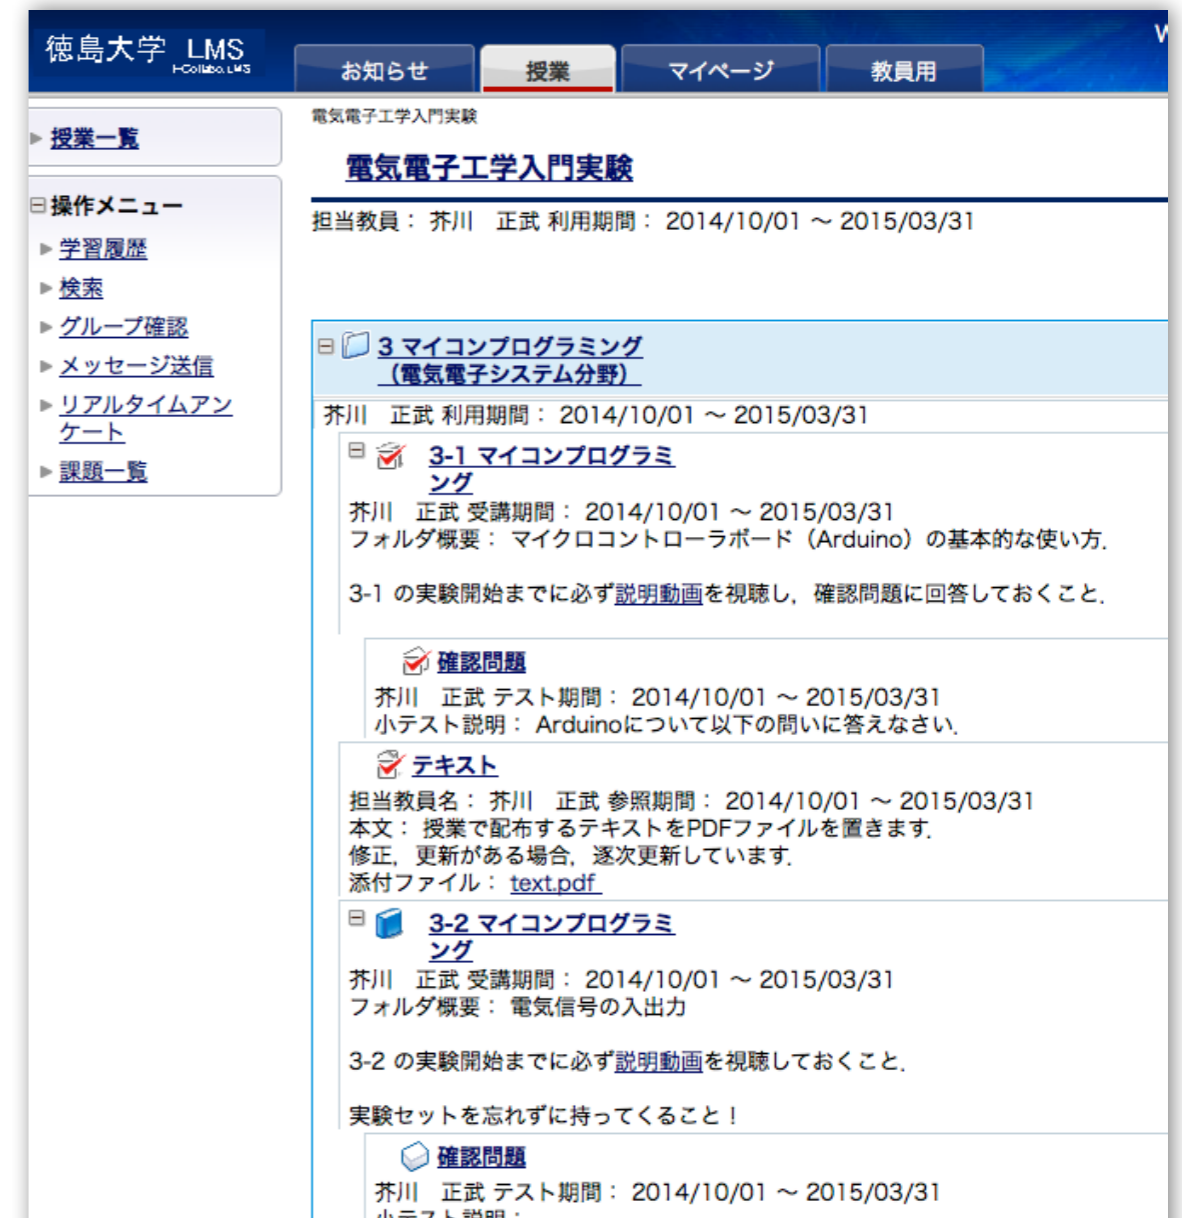 徳島大学 LMS
i-Collabo.LMS
お知らせ 授業 マイページ 教員用
授業一覧
操作メニュー
学習履歴
検索
グループ確認
メッセージ送信
リアルタイムアン
ケート
課題一覧
電気電子工学入門実験
電気電子工学入門実験
担当教員： 芥川　正武 利用期間： 2014/10/01 ～ 2015/03/31
3 マイコンプログラミング
（電気電子システム分野）
芥川　正武 利用期間： 2014/10/01 ～ 2015/03/31
3-1 マイコンプログラミ
ング
芥川　正武 受講期間： 2014/10/01 ～ 2015/03/31
フォルダ概要： マイクロコントローラボード（Arduino）の基本的な使い方．
3-1 の実験開始までに必ず説明動画を視聴し，確認問題に回答しておくこと．
確認問題
芥川　正武 テスト期間： 2014/10/01 ～ 2015/03/31
小テスト説明： Arduinoについて以下の問いに答えなさい．
テキスト
担当教員名： 芥川　正武 参照期間： 2014/10/01 ～ 2015/03/31
本文： 授業で配布するテキストをPDFファイルを置きます．
修正，更新がある場合，逐次更新しています．
添付ファイル： text.pdf
3-2 マイコンプログラミ
ング
芥川　正武 受講期間： 2014/10/01 ～ 2015/03/31
フォルダ概要： 電気信号の入出力
3-2 の実験開始までに必ず説明動画を視聴しておくこと．
実験セットを忘れずに持ってくること！
確認問題
芥川　正武 テスト期間： 2014/10/01 ～ 2015/03/31
小テスト説明：